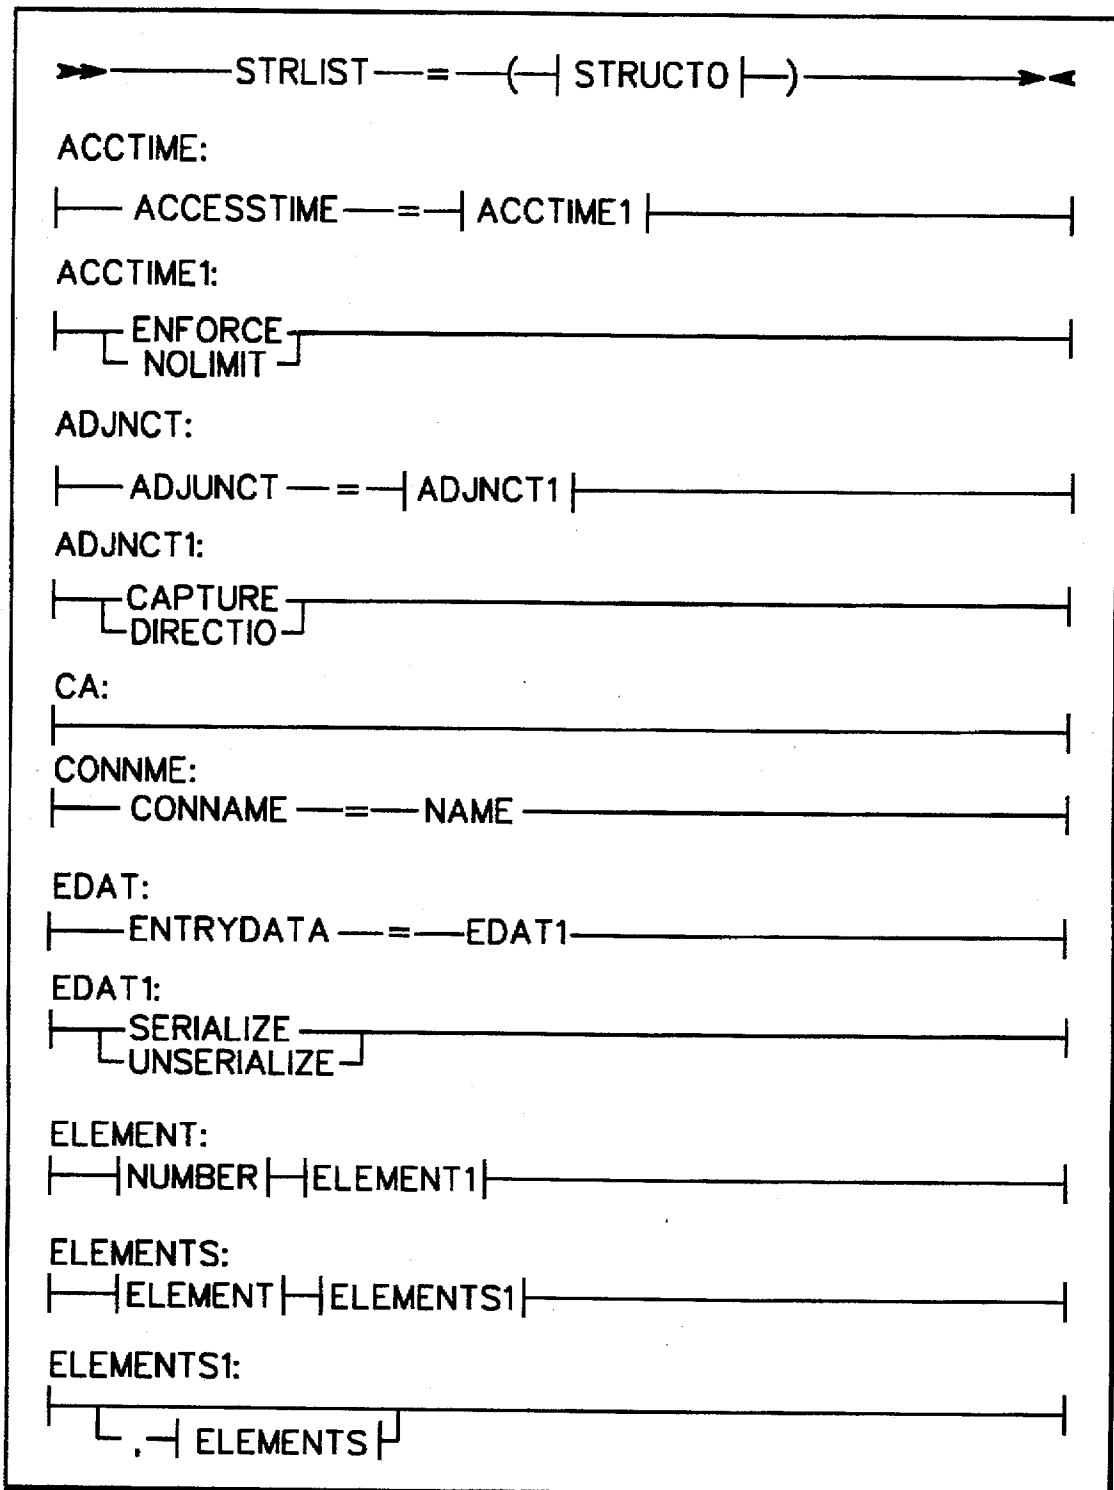 STRLIST = ( STRUCTO )
ACCTIME:
ACCESSTIME = ACCTIME1
ACCTIME1:
ENFORCE
NOLIMIT
ADJNCT:
ADJUNCT = ADJNCT1
ADJNCT1:
CAPTURE
DIRECTIO
CA:
CONNME:
CONNAME = NAME
EDAT:
ENTRYDATA = EDAT1
EDAT1:
SERIALIZE
UNSERIALIZE
ELEMENT:
NUMBER ELEMENT1
ELEMENTS:
ELEMENT ELEMENTS1
ELEMENTS1:
, ELEMENTS